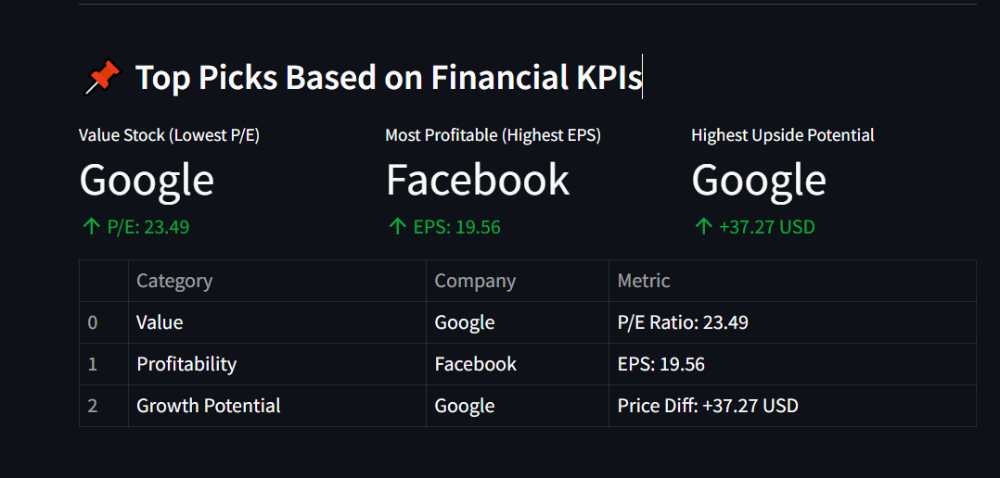 📌 Top Picks Based on Financial KPIs
Value Stock (Lowest P/E) Most Profitable (Highest EPS) Highest Upside Potential
Google Facebook Google
↑ P/E: 23.49 ↑ EPS: 19.56 ↑ +37.27 USD
Category Company Metric
0 Value Google P/E Ratio: 23.49
1 Profitability Facebook EPS: 19.56
2 Growth Potential Google Price Diff: +37.27 USD